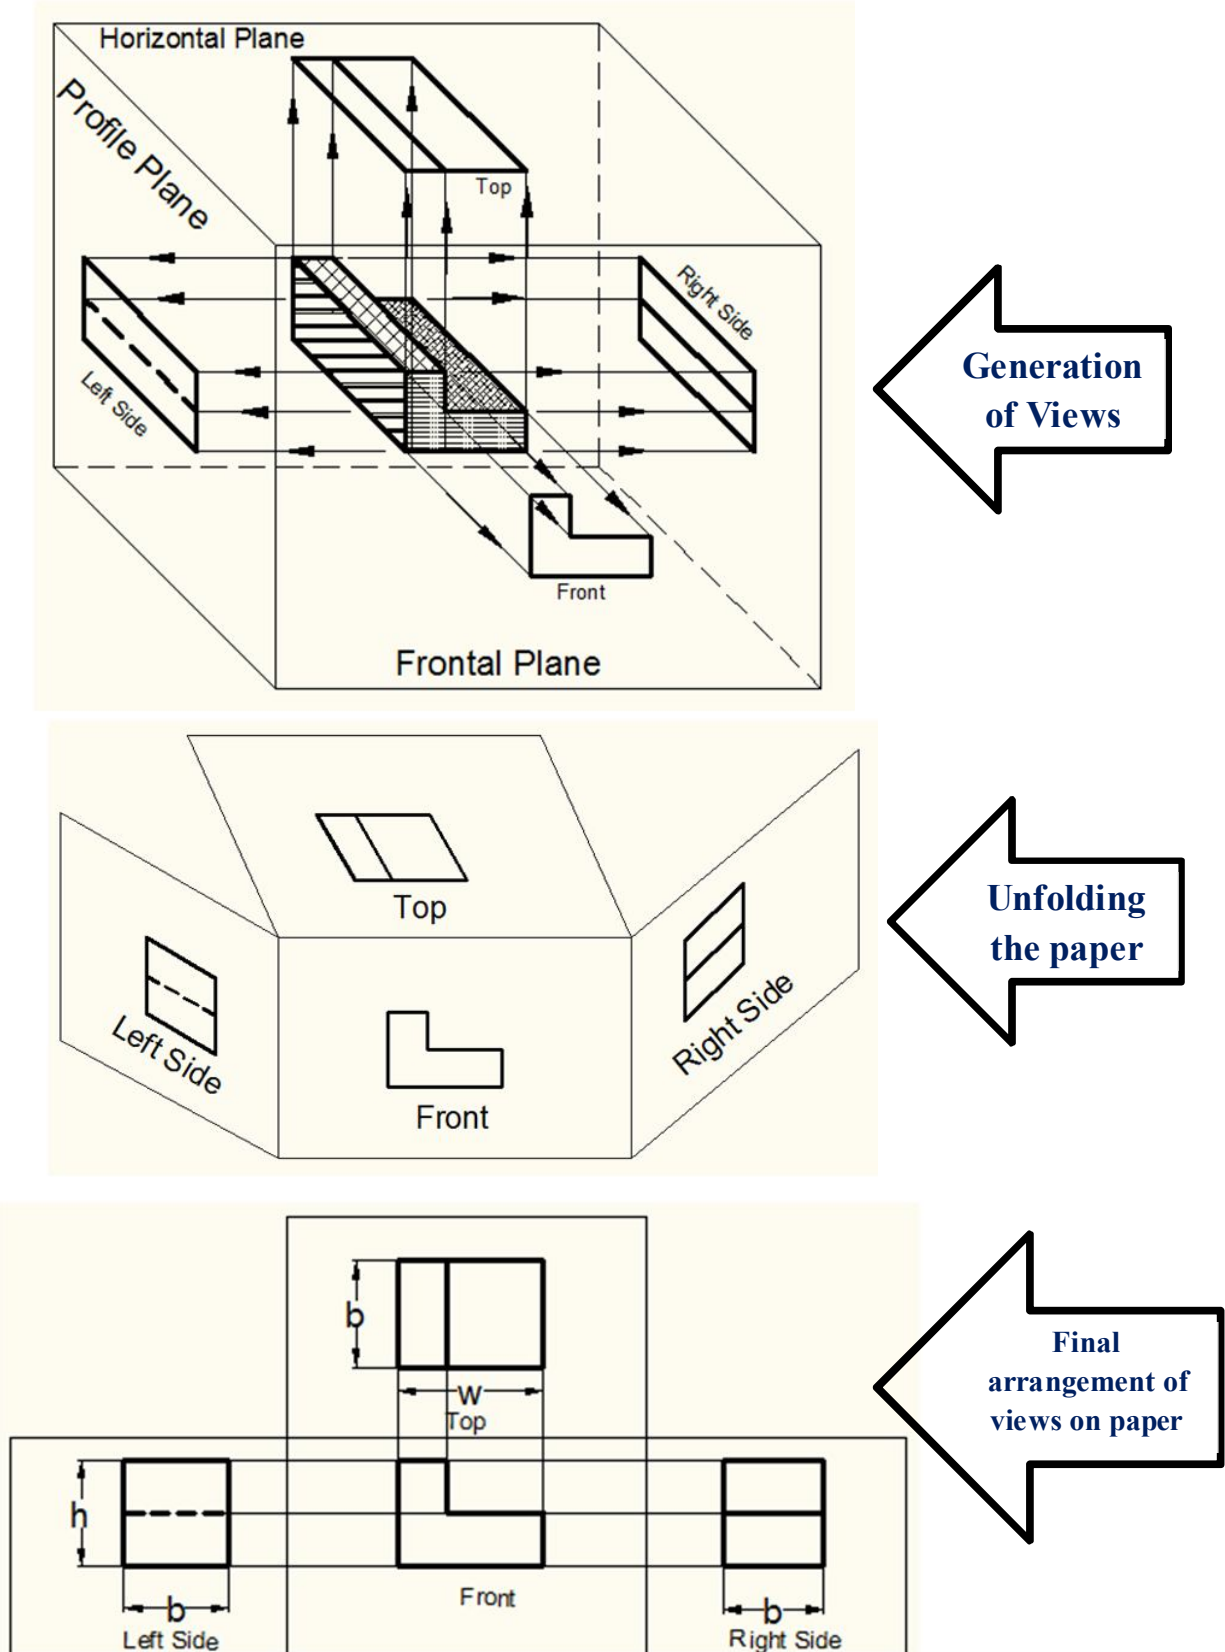 Horizontal Plane
Profile Plane
Top
Right Side
Left Side
Front
Frontal Plane
Generation
of Views
Top
Left Side
Right Side
Front
Unfolding
the paper
b
W
Top
h
Front
b
b
Left Side
Right Side
Final
arrangement of
views on paper